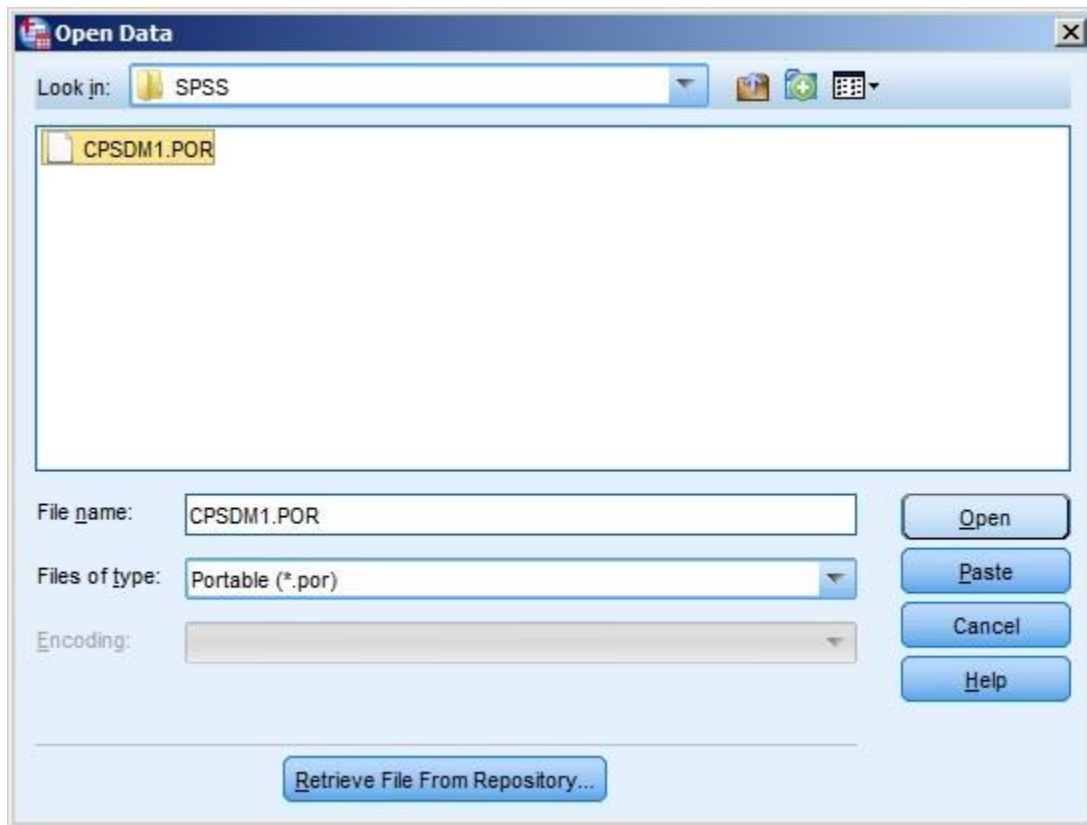 Open Data
Look in: SPSS
CPSDM1.POR
File name: CPSDM1.POR
Open
Files of type: Portable (*.por)
Paste
Encoding:
Cancel
Help
Retrieve File From Repository...